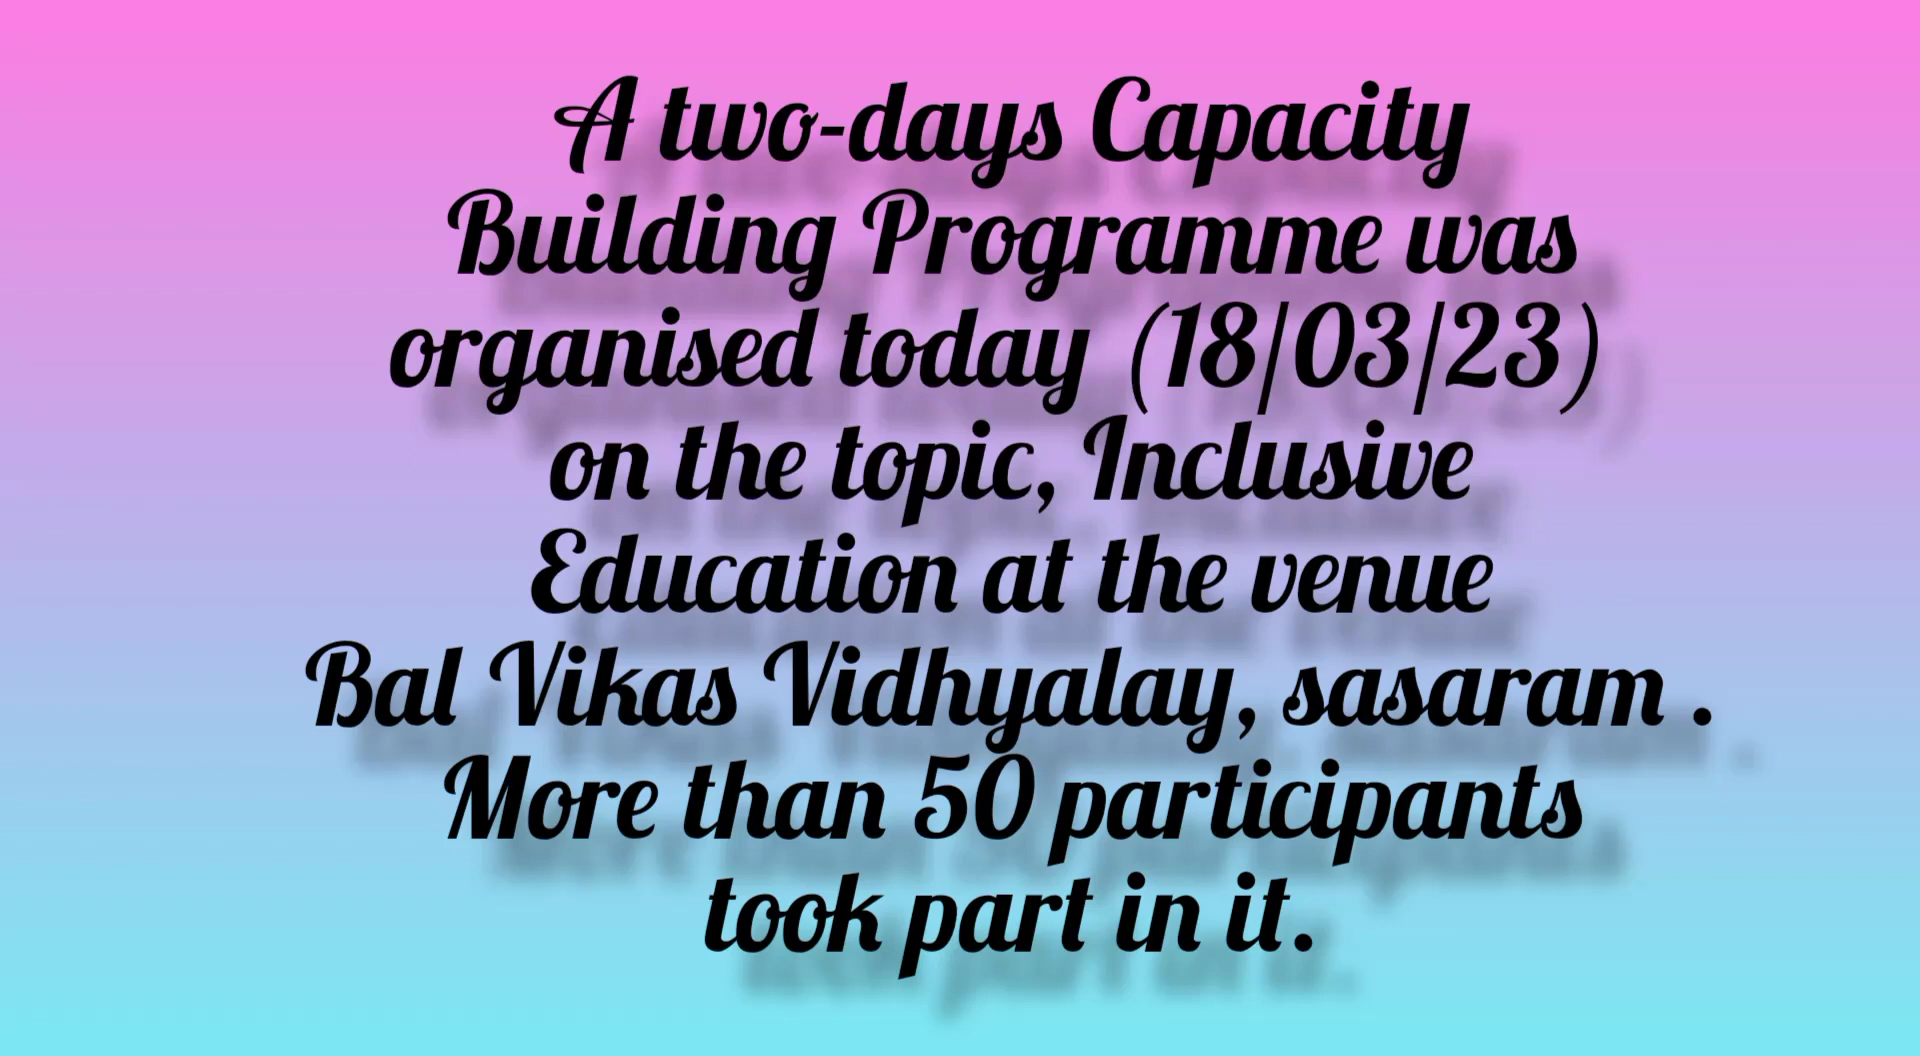 A two-days Capacity
Building Programme was
organised today (18/03/23)
on the topic, Inclusive
Education at the venue
Bal Vikas Vidhyalay, sasaram .
More than 50 participants
took part in it.